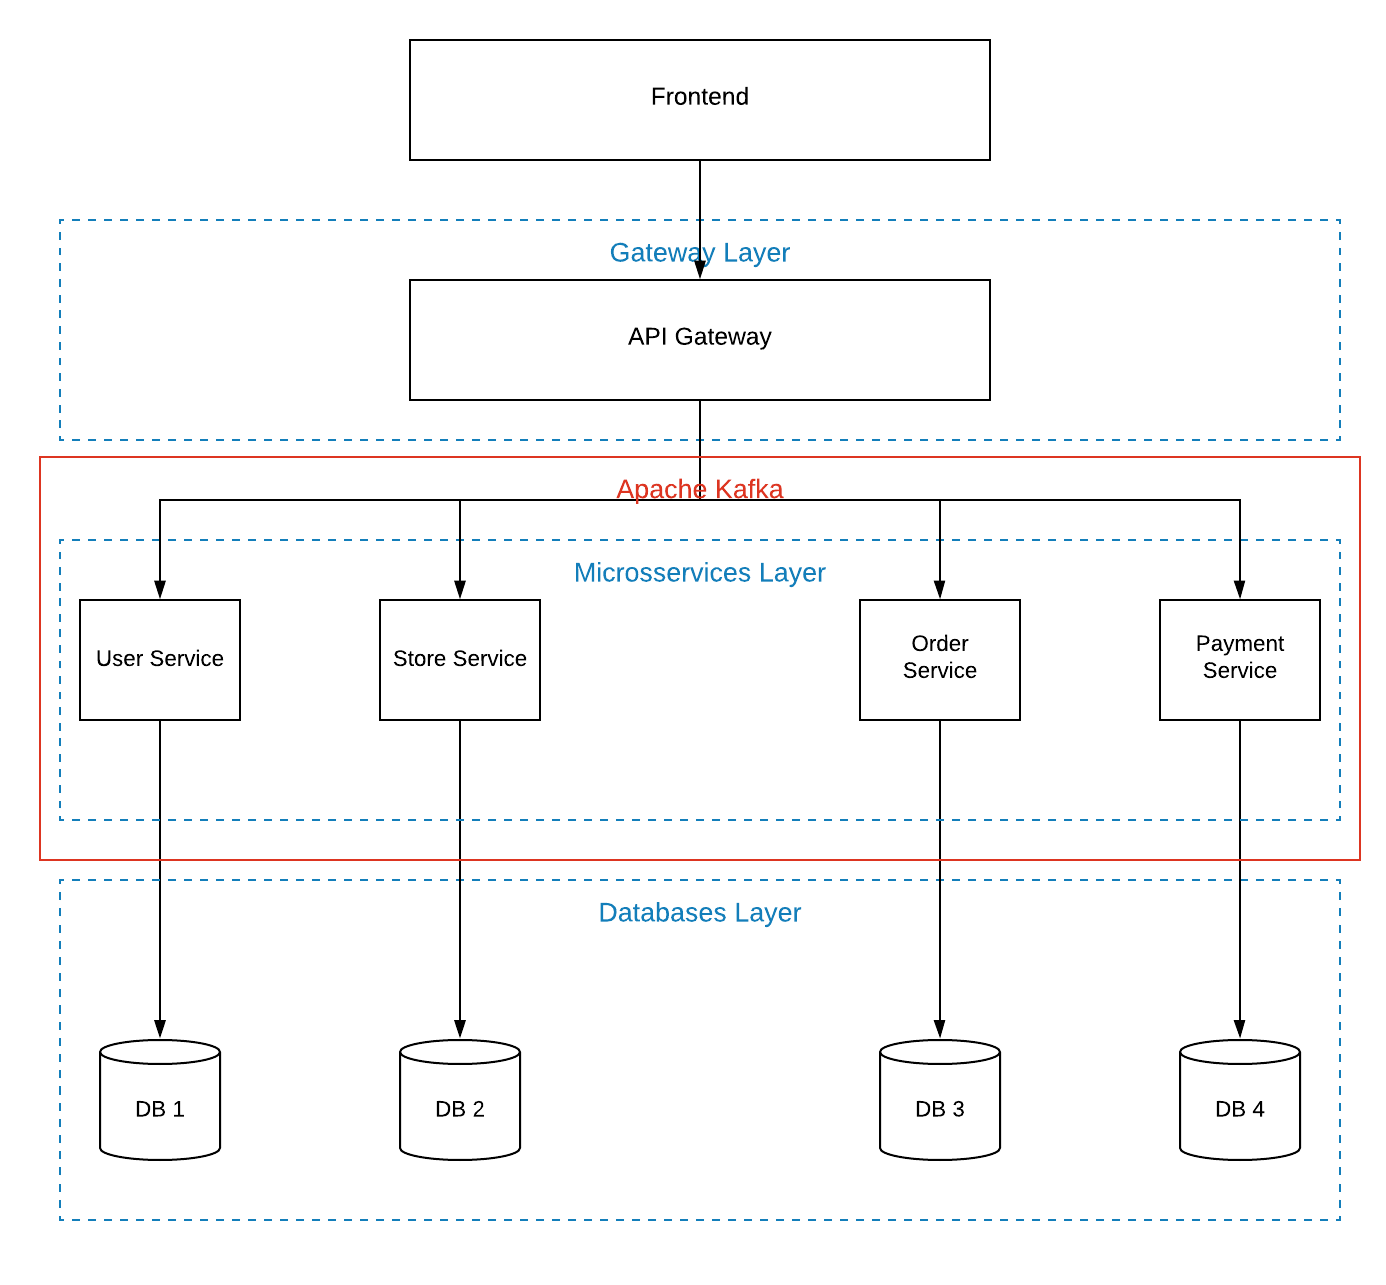 Frontend
Gateway Layer
API Gateway
Apache Kafka
Microsservices Layer
User Service
Store Service
Order
Service
Payment
Service
Databases Layer
DB 1
DB 2
DB 3
DB 4